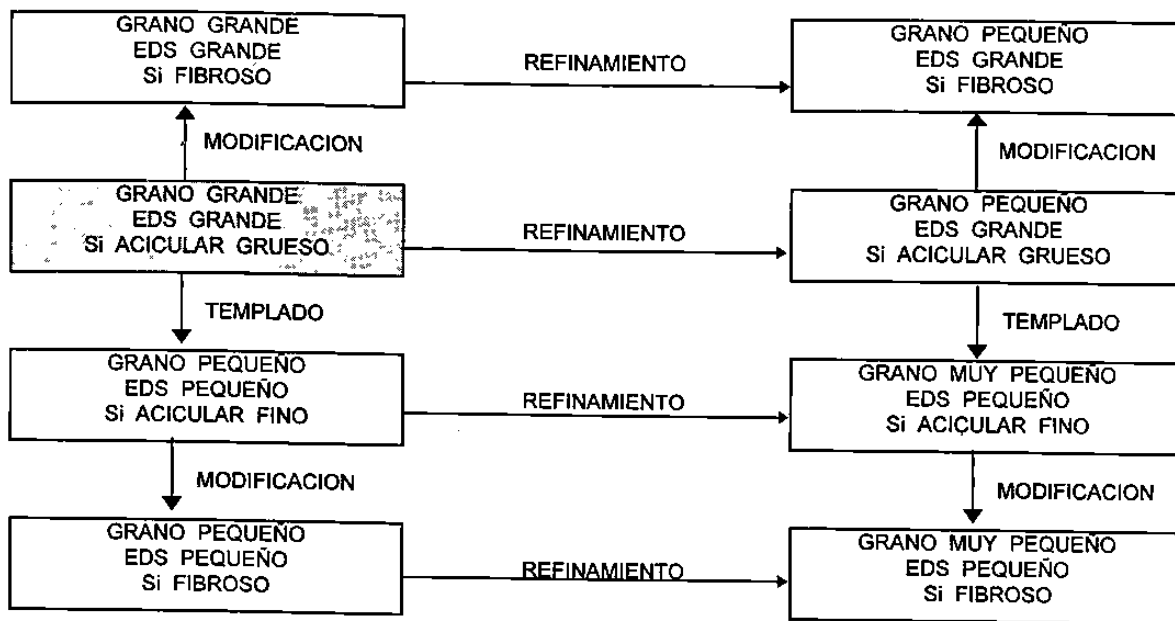 GRANO GRANDE
EDS GRANDE
Si FIBROSO
REFINAMIENTO
GRANO PEQUEÑO
EDS GRANDE
Si FIBROSO
MODIFICACION
MODIFICACION
GRANO GRANDE
EDS GRANDE
Si ACICULAR GRUESO
REFINAMIENTO
GRANO PEQUEÑO
EDS GRANDE
Si ACICULAR GRUESO
TEMPLADO
TEMPLADO
GRANO PEQUEÑO
EDS PEQUEÑO
Si ACICULAR FINO
REFINAMIENTO
GRANO MUY PEQUEÑO
EDS PEQUEÑO
Si ACICULAR FINO
MODIFICACION
MODIFICACION
GRANO PEQUEÑO
EDS PEQUEÑO
Si FIBROSO
REFINAMIENTO
GRANO MUY PEQUEÑO
EDS PEQUEÑO
Si FIBROSO